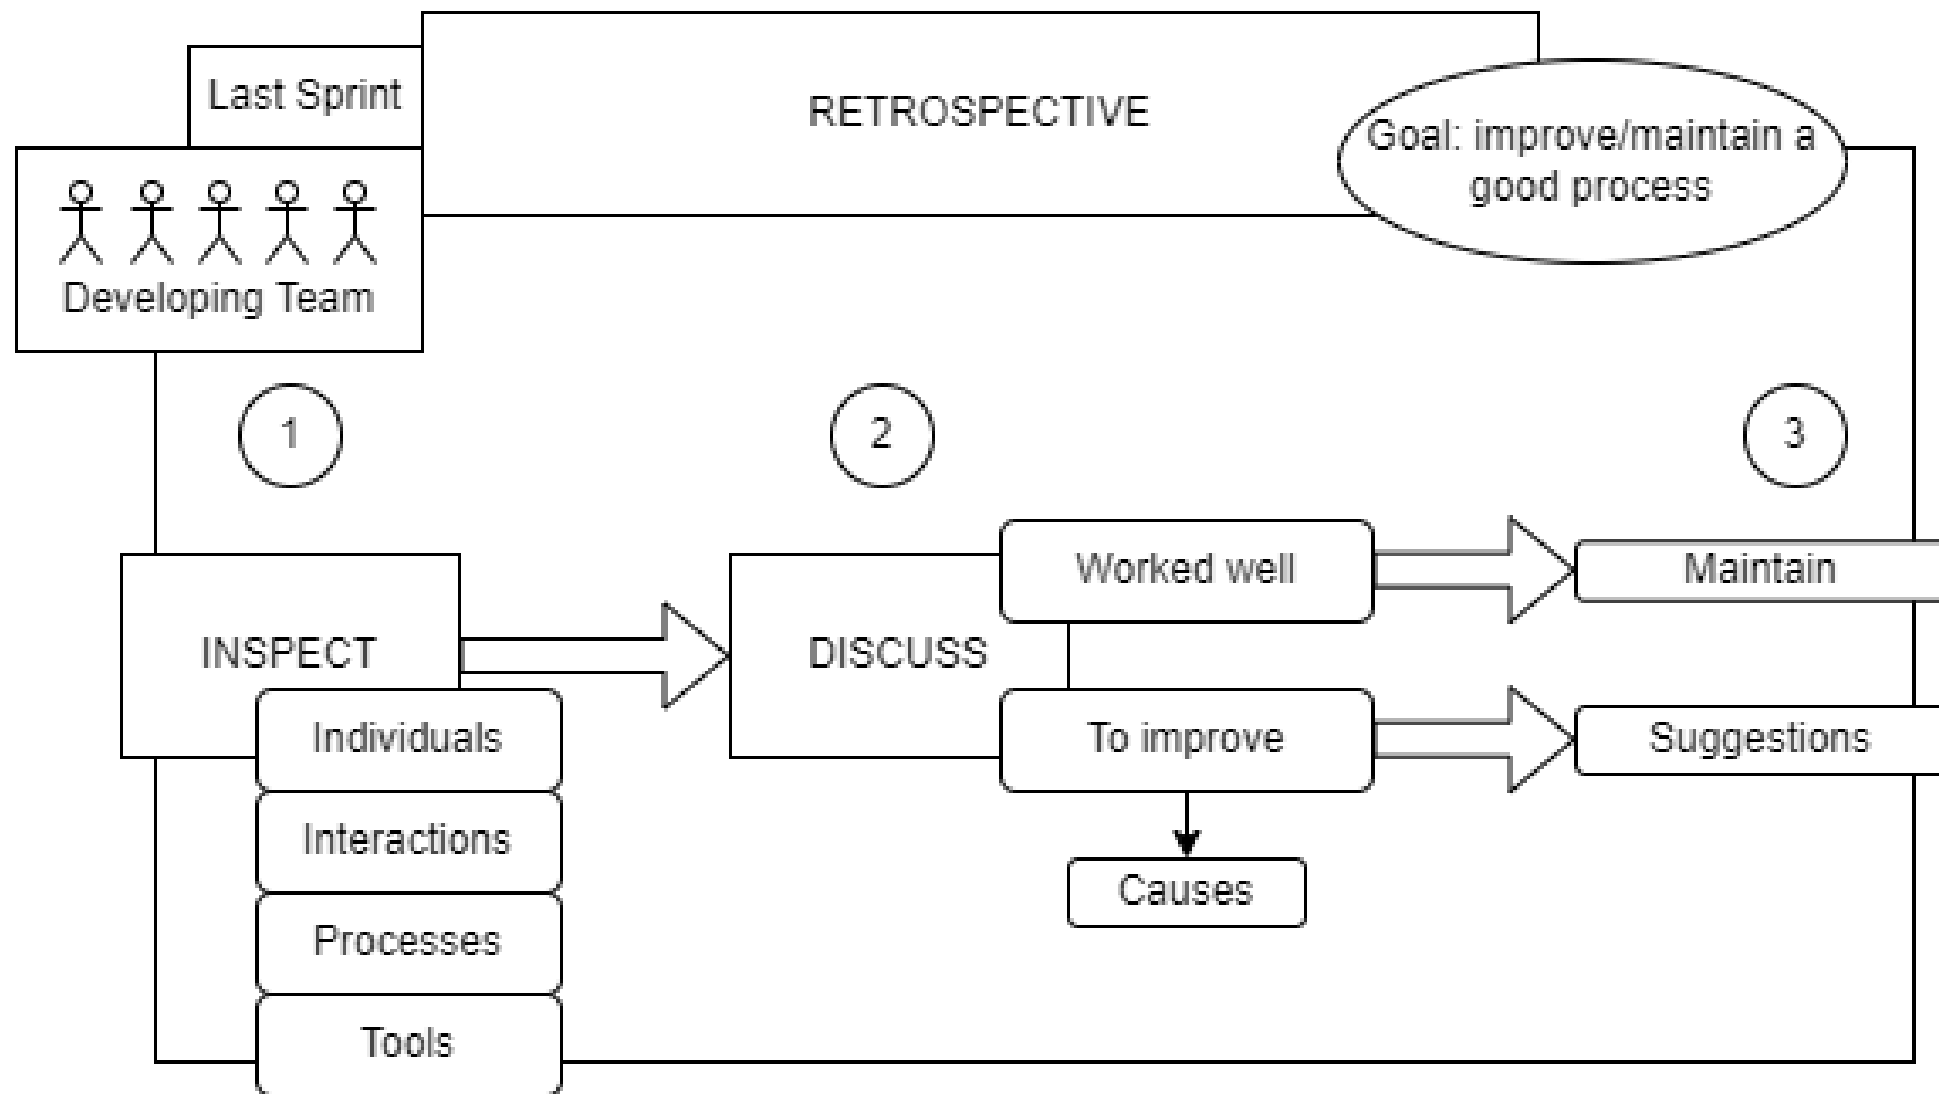 Last Sprint
RETROSPECTIVE
Goal: improve/maintain a
good process
Developing Team
1
2
3
INSPECT
Individuals
Interactions
Processes
Tools
DISCUSS
Worked well
To improve
Causes
Maintain
Suggestions